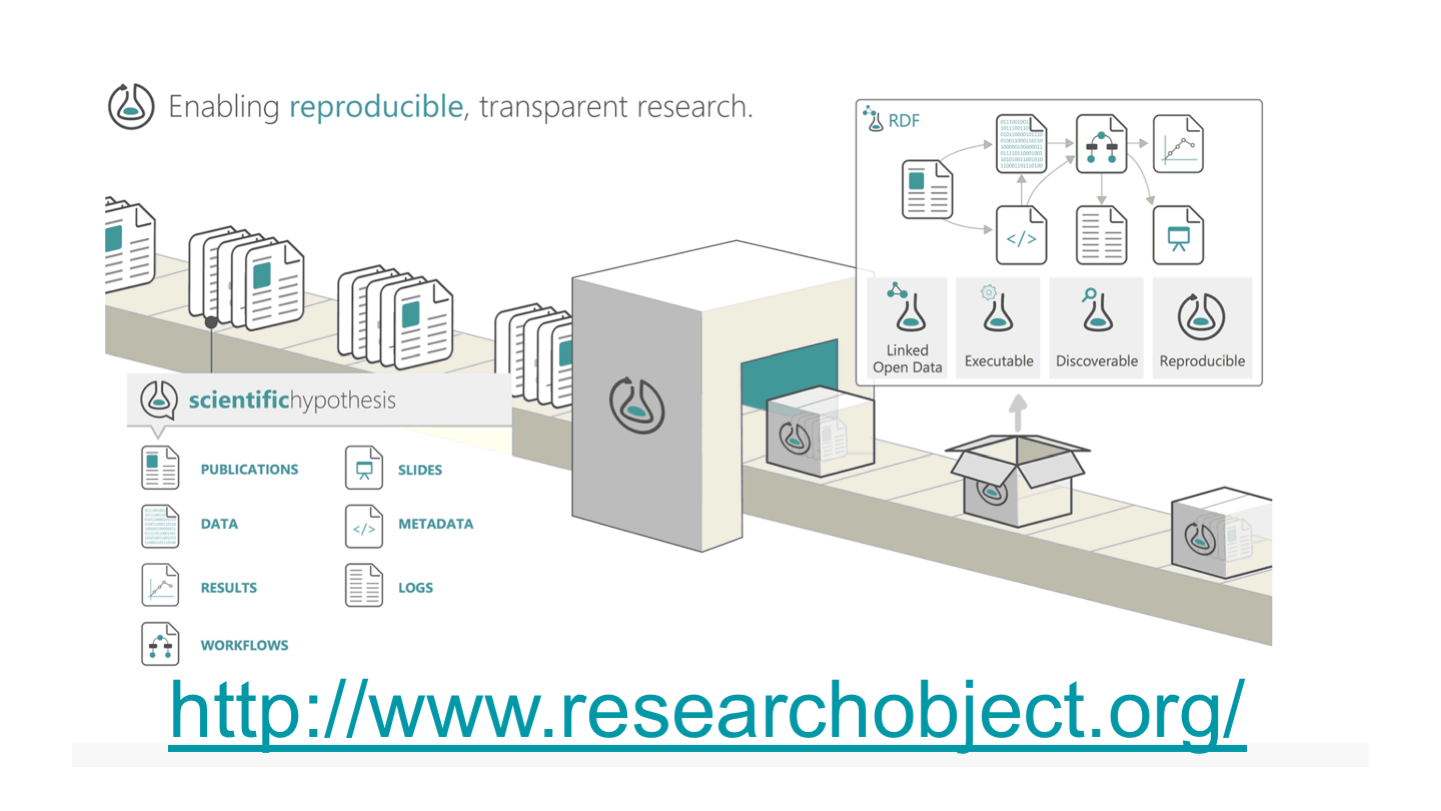 Enabling reproducible, transparent research.
RDF
Linked
Open Data
Executable
Discoverable
Reproducible
scientifichypothesis
PUBLICATIONS
SLIDES
DATA
METADATA
</>
RESULTS
LOGS
WORKFLOWS
</>
http://www.researchobject.org/